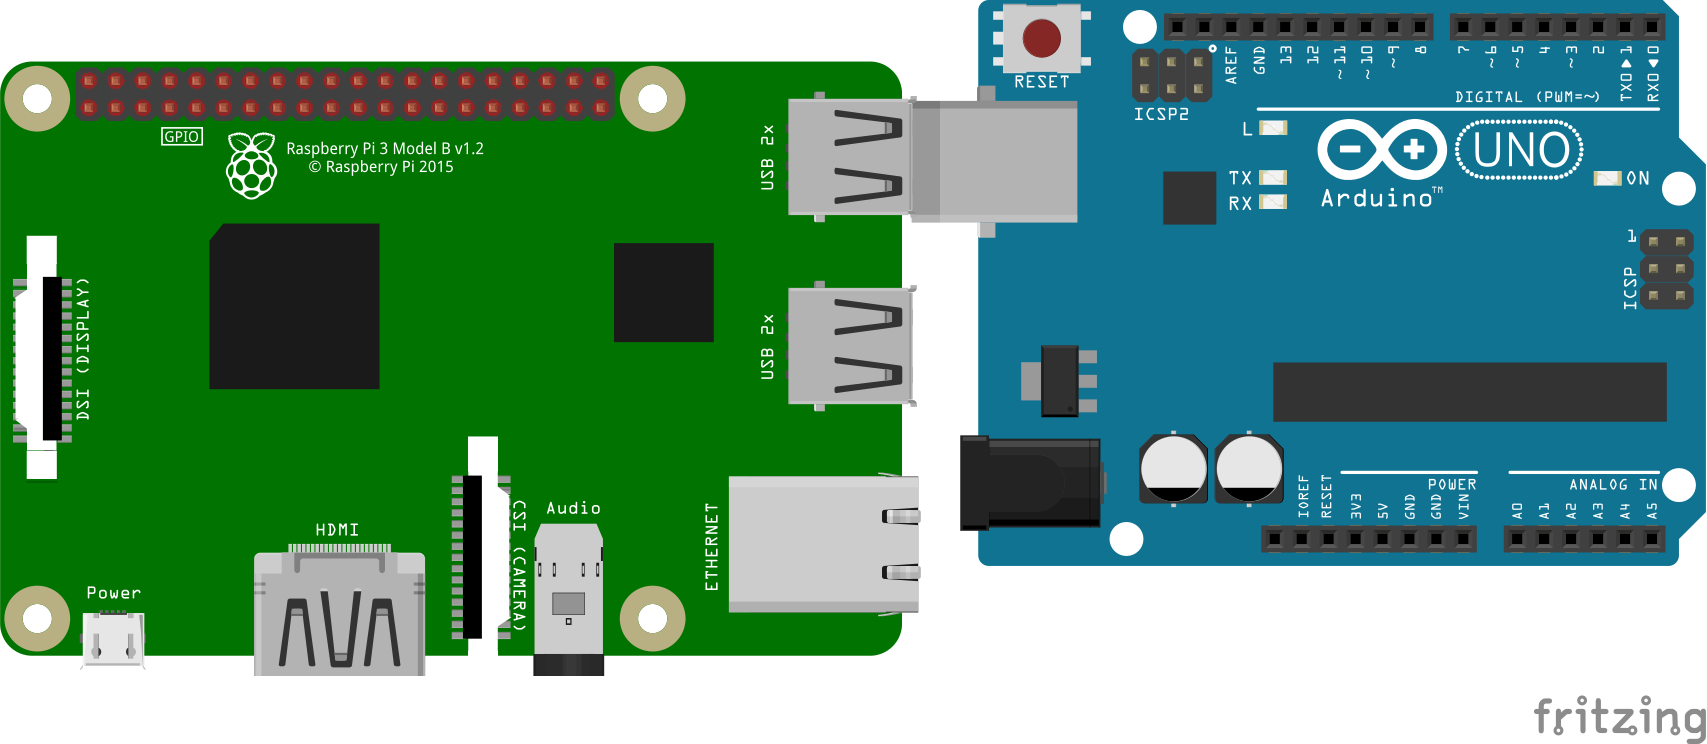 GPIO
Raspberry Pi 3 Model B v1.2
© Raspberry Pi 2015
DSI (DISPLAY)
USB 2x
USB 2x
ETHERNET
Power
HDMI
CSI (CAMERA)
Audio
RESET
ICSP2
AREF
GND
13
12
~11
~10
~9
8
7
~6
~5
4
~3
2
TX0▶1
RX0◀0
DIGITAL (PWM=~)
L
TX
RX
UNO
Arduino™
ON
1
ICSP
POWER
ANALOG IN
IOREF
RESET
3V3
5V
GND
GND
VIN
A0
A1
A2
A3
A4
A5
fritzing